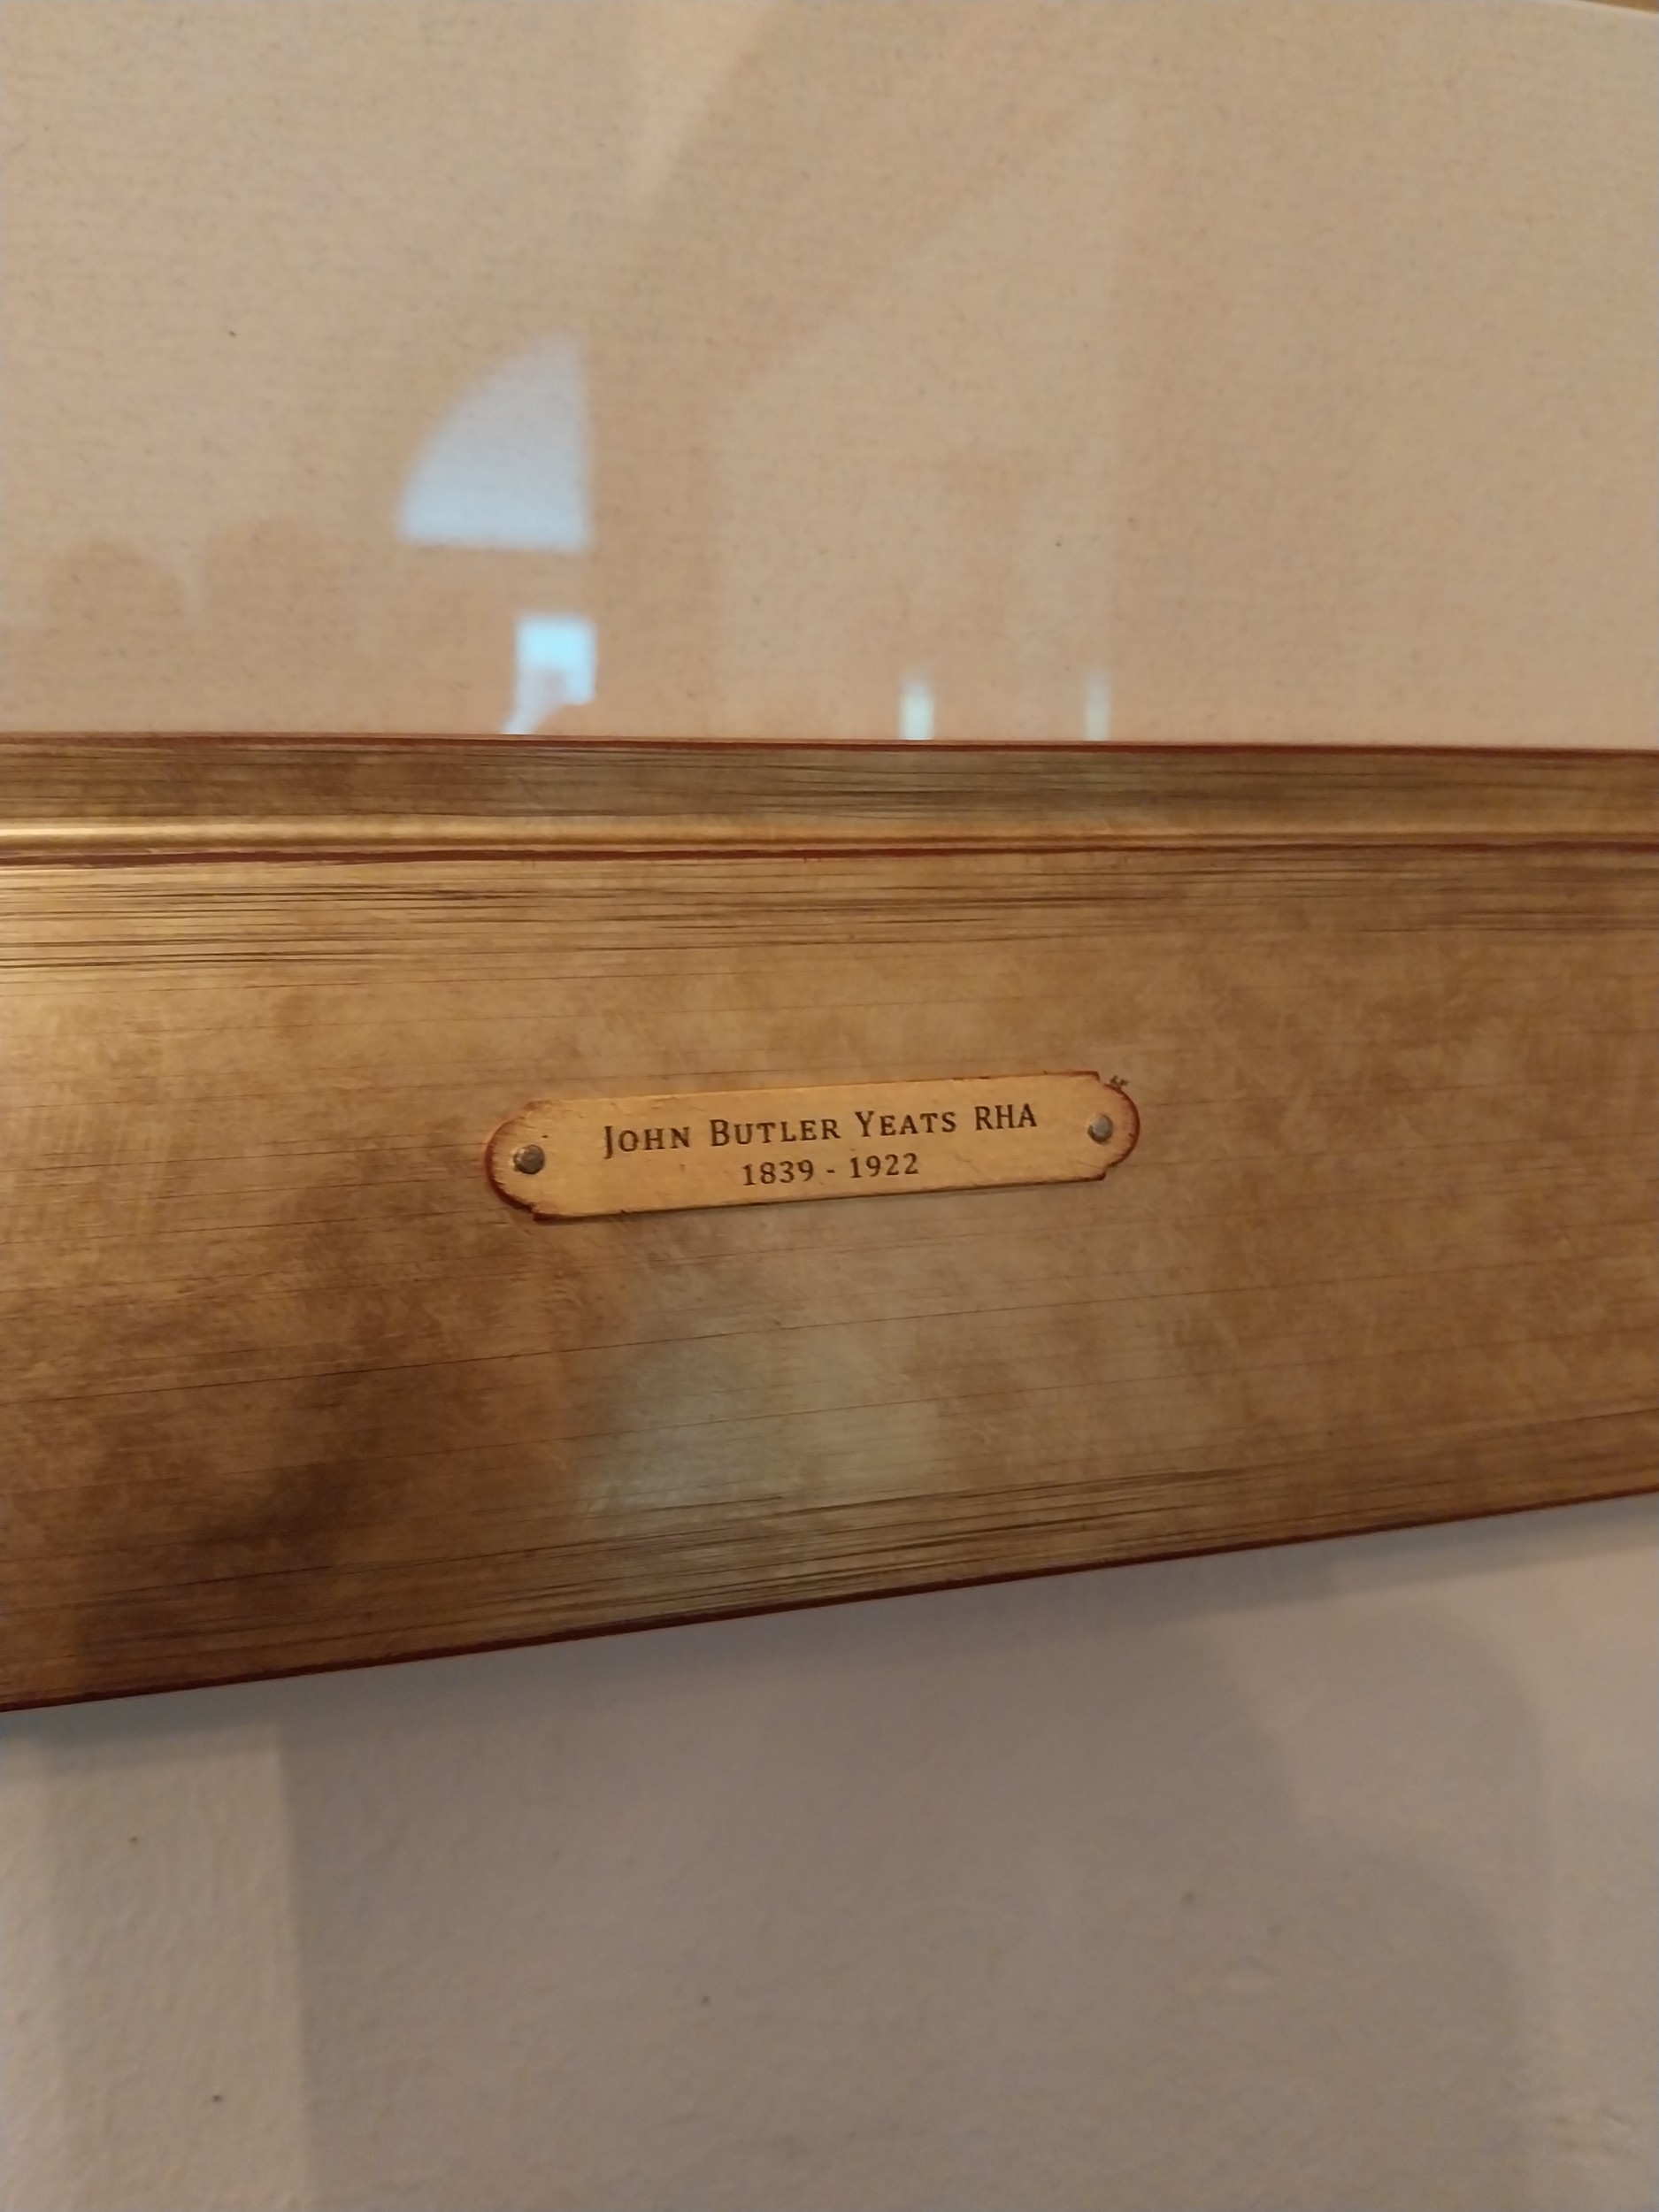 JOHN BUTLER YEATS RHA
1839 - 1922